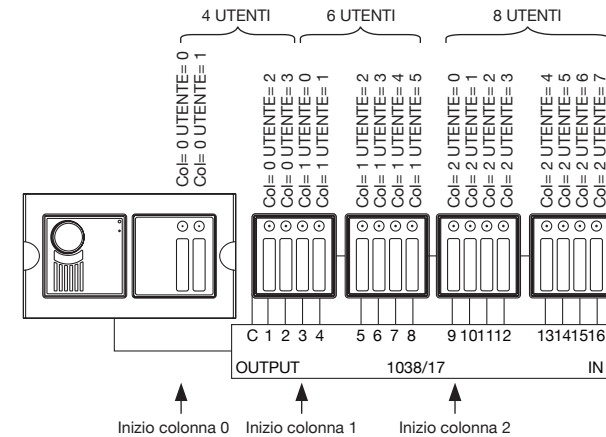 4 UTENTI
6 UTENTI
8 UTENTI
Col= 0 UTENTE= 0
Col= 0 UTENTE= 1
Col= 0 UTENTE= 2
Col= 0 UTENTE= 3
Col= 1 UTENTE= 0
Col= 1 UTENTE= 1
Col= 1 UTENTE= 2
Col= 1 UTENTE= 3
Col= 1 UTENTE= 4
Col= 1 UTENTE= 5
Col= 2 UTENTE= 0
Col= 2 UTENTE= 1
Col= 2 UTENTE= 2
Col= 2 UTENTE= 3
Col= 2 UTENTE= 4
Col= 2 UTENTE= 5
Col= 2 UTENTE= 6
Col= 2 UTENTE= 7
C 1 2 3 4 5 6 7 8 9 10 11 12 13 14 15 16
OUTPUT 1038/17 IN
Inizio colonna 0 Inizio colonna 1 Inizio colonna 2